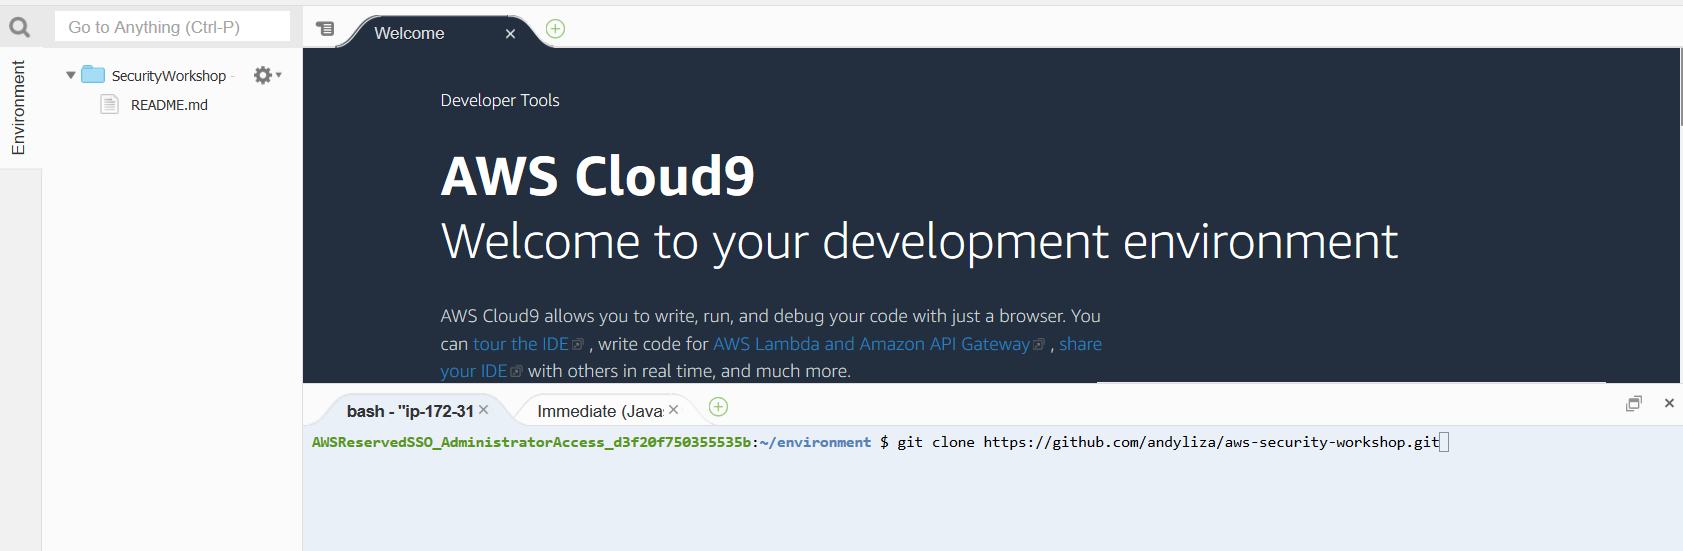 Go to Anything (Ctrl-P)
Environment
SecurityWorkshop -
README.md
Welcome
Developer Tools
AWS Cloud9
Welcome to your development environment
AWS Cloud9 allows you to write, run, and debug your code with just a browser. You
can tour the IDE , write code for AWS Lambda and Amazon API Gateway , share
your IDE with others in real time, and much more.
bash - "ip-172-31
Immediate (Javas
AWSReservedSSO_AdministratorAccess_d3f20f750355535b:~/environment $ git clone https://github.com/andyliza/aws-security-workshop.git